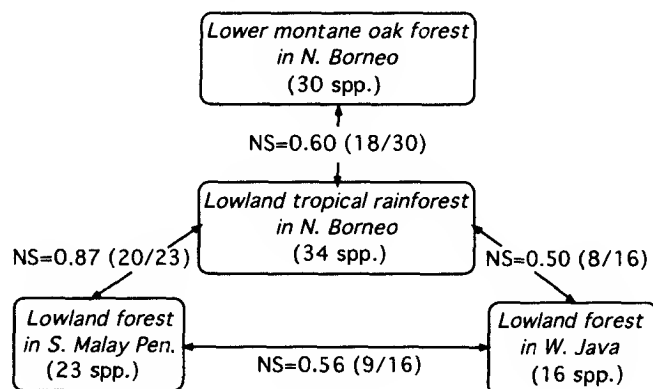 Lower montane oak forest
in N. Borneo
(30 spp.)
NS=0.60 (18/30)
Lowland tropical rainforest
in N. Borneo
(34 spp.)
NS=0.87 (20/23)
NS=0.50 (8/16)
Lowland forest
in S. Malay Pen.
(23 spp.)
NS=0.56 (9/16)
Lowland forest
in W. Java
(16 spp.)